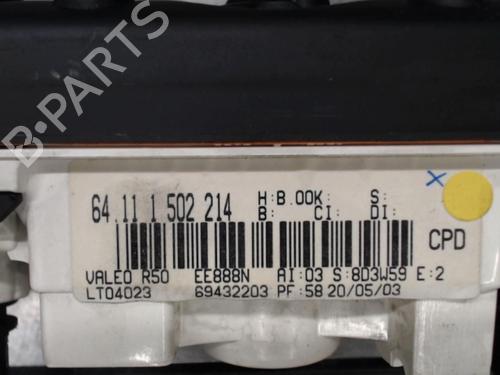 64.11 1 502 214 H:B.00K: S:
B: CI: DI:
CPD
VALEO R50 EE888N AI:03 S:8D3W59 E:2
LT04023 69432203 PF:58 20/05/03
B-PARTS